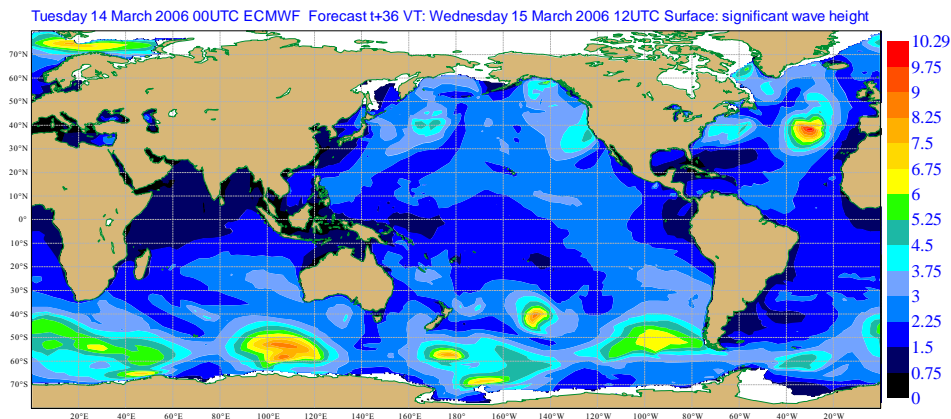 Tuesday 14 March 2006 00UTC ECMWF Forecast t+36 VT: Wednesday 15 March 2006 12UTC Surface: significant wave height
70°N
60°N
50°N
40°N
30°N
20°N
10°N
0°
10°S
20°S
30°S
40°S
50°S
60°S
70°S
20°E 40°E 60°E 80°E 100°E 120°E 140°E 160°E 180° 160°W 140°W 120°W 100°W 80°W 60°W 40°W 20°W
10.29
9.75
9
8.25
7.5
6.75
6
5.25
4.5
3.75
3
2.25
1.5
0.75
0